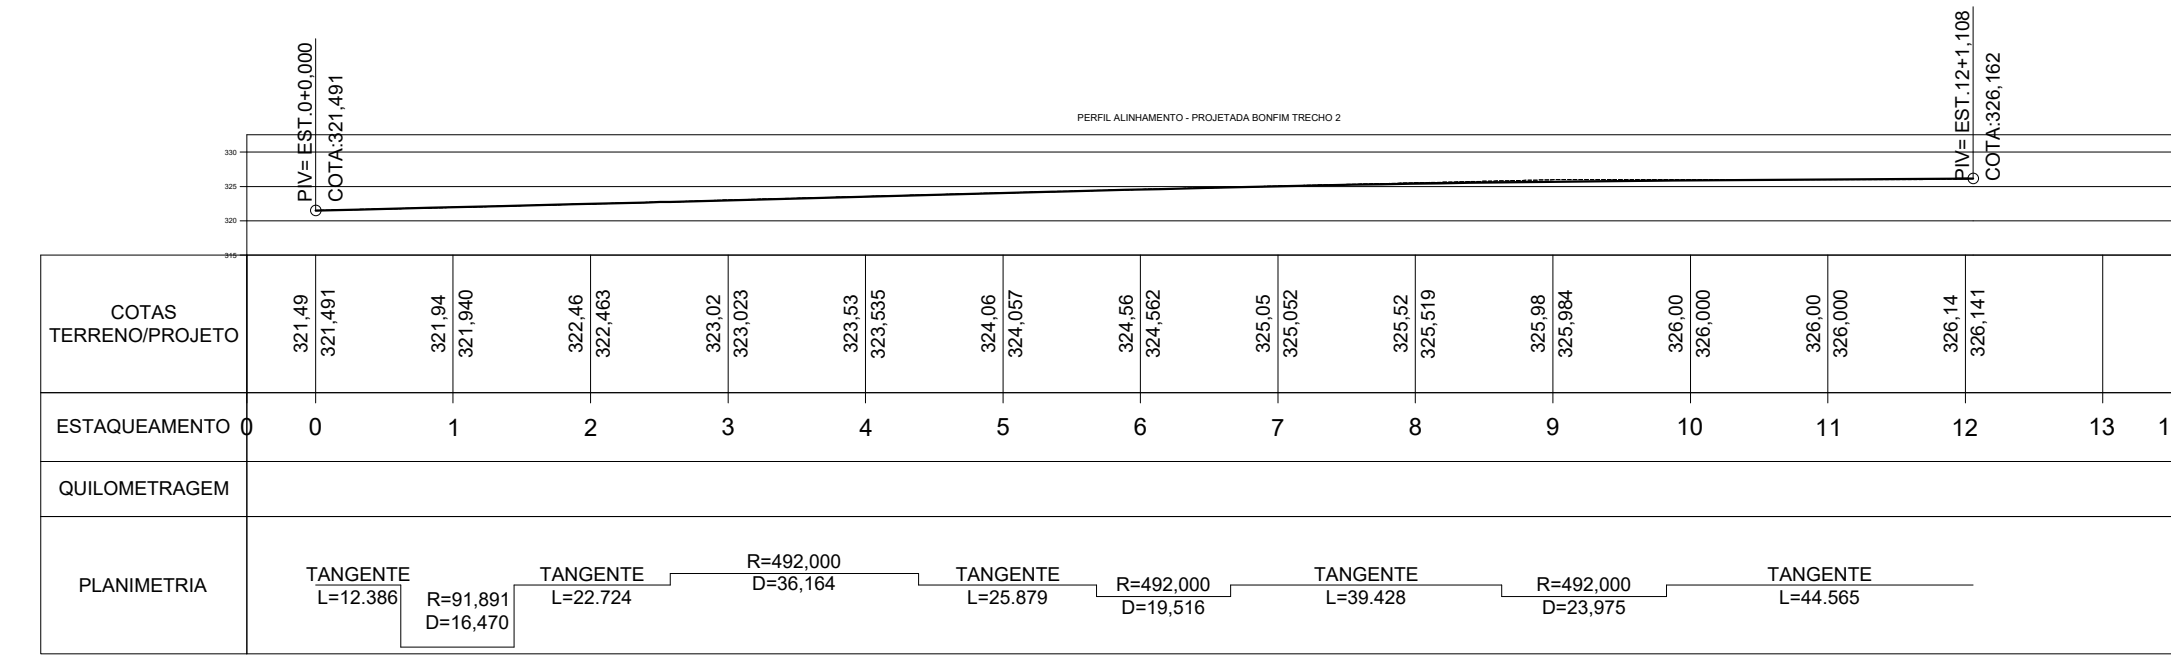 PIV= EST.0+0,000
COTA:321,491
PIV= EST.12+1,108
COTA:326,162
PERFIL ALINHAMENTO - PROJETADA BONFIM TRECHO 2
330
325
320
315
COTAS
TERRENO/PROJETO
321,49
321,491
321,94
321,940
322,46
322,463
323,02
323,023
323,53
323,535
324,06
324,057
324,56
324,562
325,05
325,052
325,52
325,519
325,98
325,984
326,00
326,000
326,00
326,000
326,14
326,141
ESTAQUEAMENTO 0 0 1 2 3 4 5 6 7 8 9 10 11 12 13 1
QUILOMETRAGEM
PLANIMETRIA
TANGENTE
L=12.386
R=91,891
D=16,470
TANGENTE
L=22.724
R=492,000
D=36,164
TANGENTE
L=25.879
R=492,000
D=19,516
TANGENTE
L=39.428
R=492,000
D=23,975
TANGENTE
L=44.565